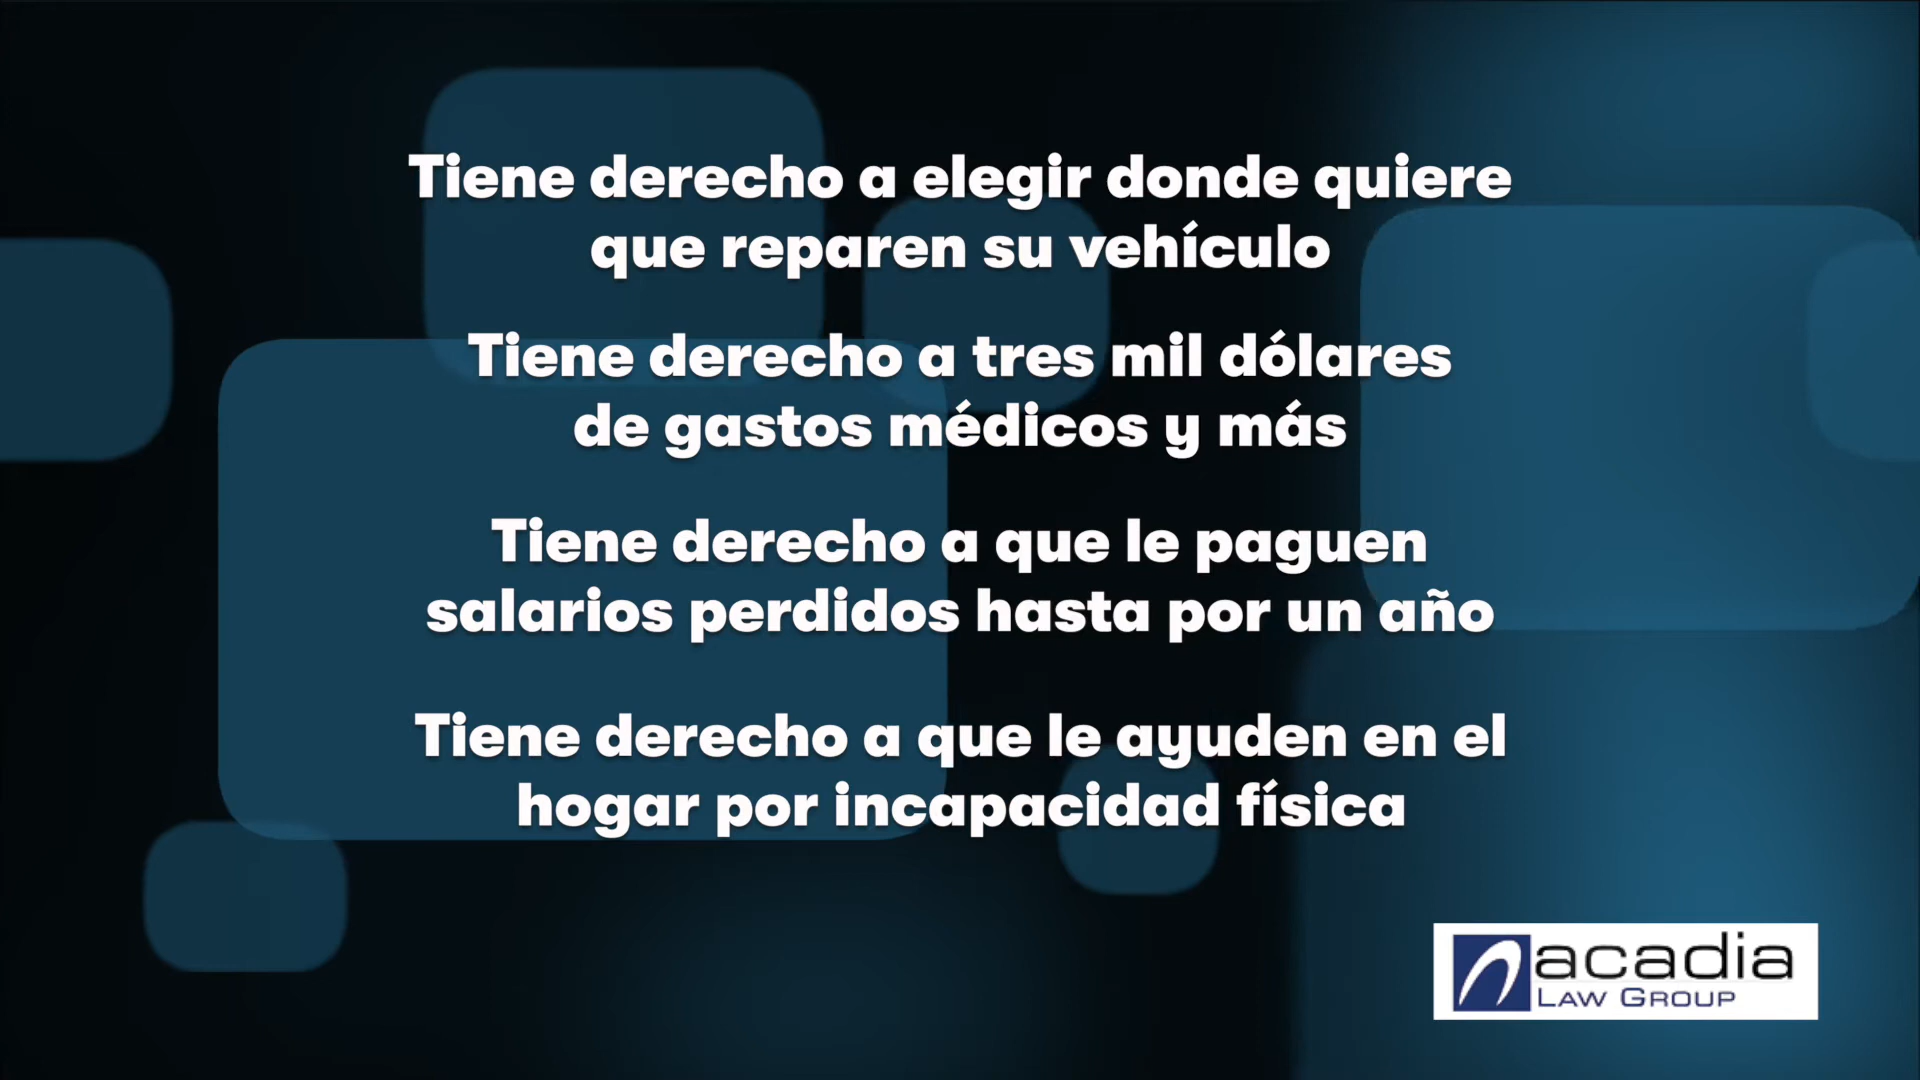 Tiene derecho a elegir donde quiere
que reparen su vehículo
Tiene derecho a tres mil dólares
de gastos médicos y más
Tiene derecho a que le paguen
salarios perdidos hasta por un año
Tiene derecho a que le ayuden en el
hogar por incapacidad física
acadia
LAW GROUP